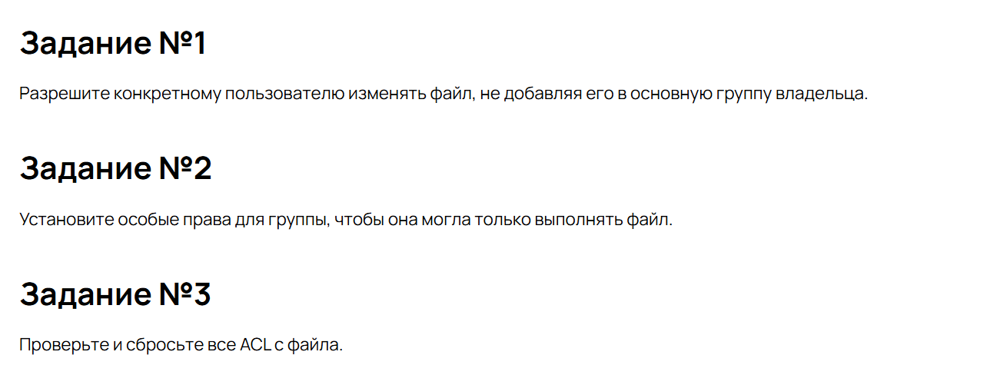 Задание №1
Разрешите конкретному пользователю изменять файл, не добавляя его в основную группу владельца.
Задание №2
Установите особые права для группы, чтобы она могла только выполнять файл.
Задание №3
Проверьте и сбросьте все ACL с файла.